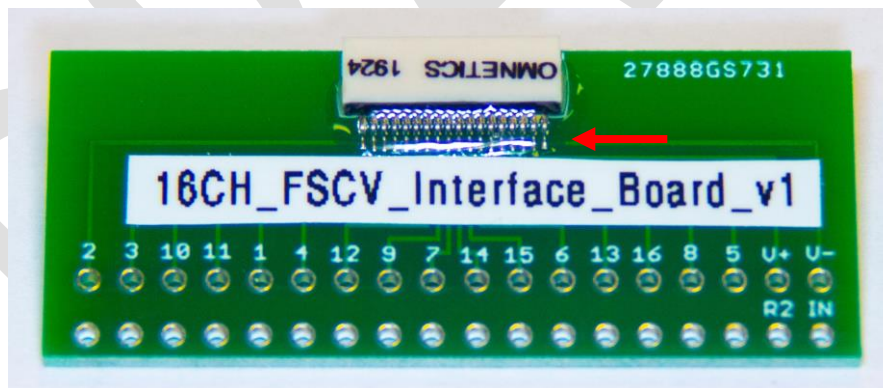 OMNETICS 1924
27888GS731
16CH_FSCV_Interface_Board_v1
2 3 10 11 1 4 12 9 7 14 15 6 13 16 8 5 V+ V-
R2 IN